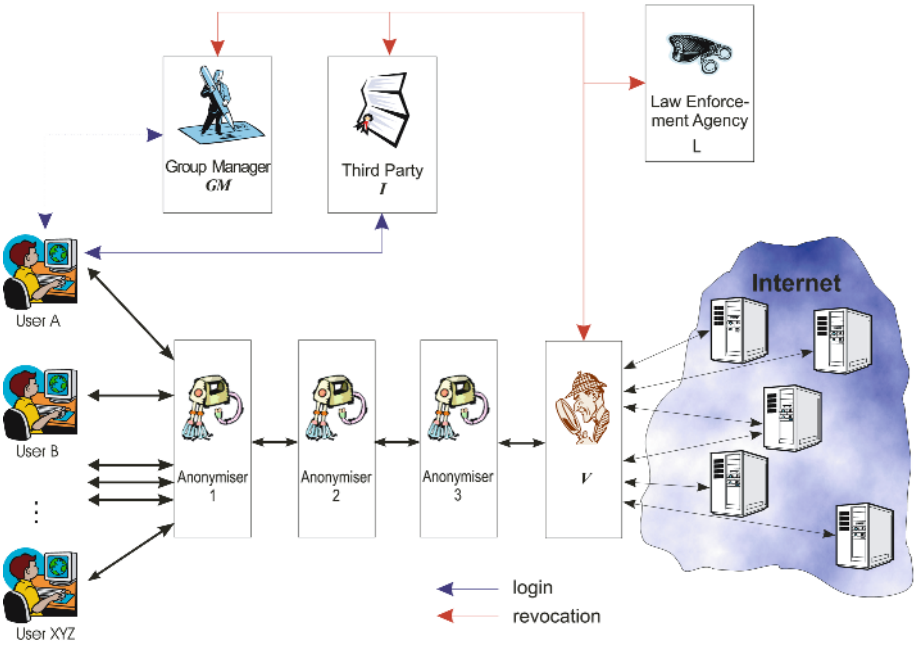 Law Enforce-
ment Agency
L
Group Manager
GM
Third Party
I
User A
Internet
User B
Anonymiser
1
Anonymiser
2
Anonymiser
3
V
User XYZ
login
revocation